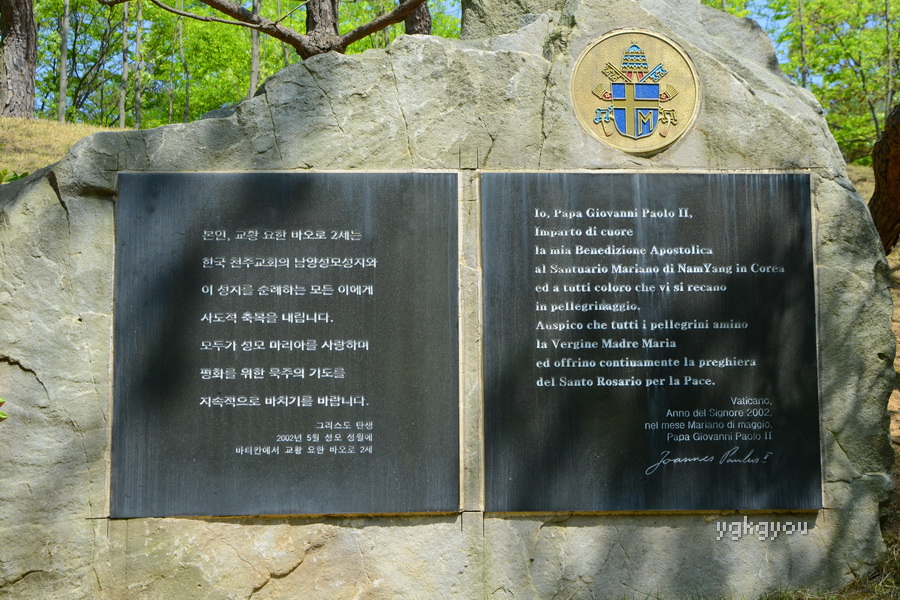 본인, 교황 요한 바오로 2세는
한국 천주교회의 남양성모성지와
이 성지를 순례하는 모든 이에게
사도적 축복을 내립니다.
모두가 성모 마리아를 사랑하며
평화를 위한 묵주의 기도를
지속적으로 바치기를 바랍니다.
그리스도 탄생
2002년 5월 성모 성월에
바티칸에서 교황 요한 바오로 2세
M
Io, Papa Giovanni Paolo II,
Imparto di cuore
la mia Benedizione Apostolica
al Santuario Mariano di NamYang in Corea
ed a tutti coloro che vi si recano
in pellegrinaggio.
Auspico che tutti i pellegrini amino
la Vergine Madre Maria
ed offrino contiuamente la preghiera
del Santo Rosario per la Pace.
Vaticano,
Anno del Signore 2002,
nel mese Mariano di maggio,
Papa Giovanni Paolo II
Joannes Paulus II
ygkgyou